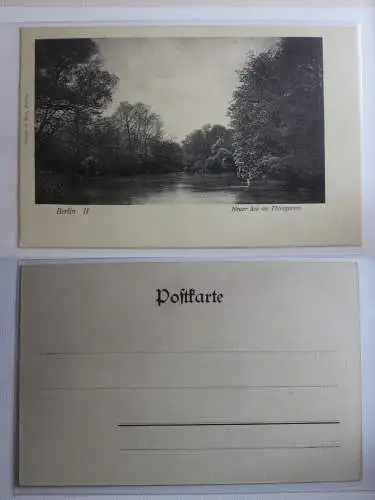 Berlin II
Neuer See im Thiergarten
Postkarte